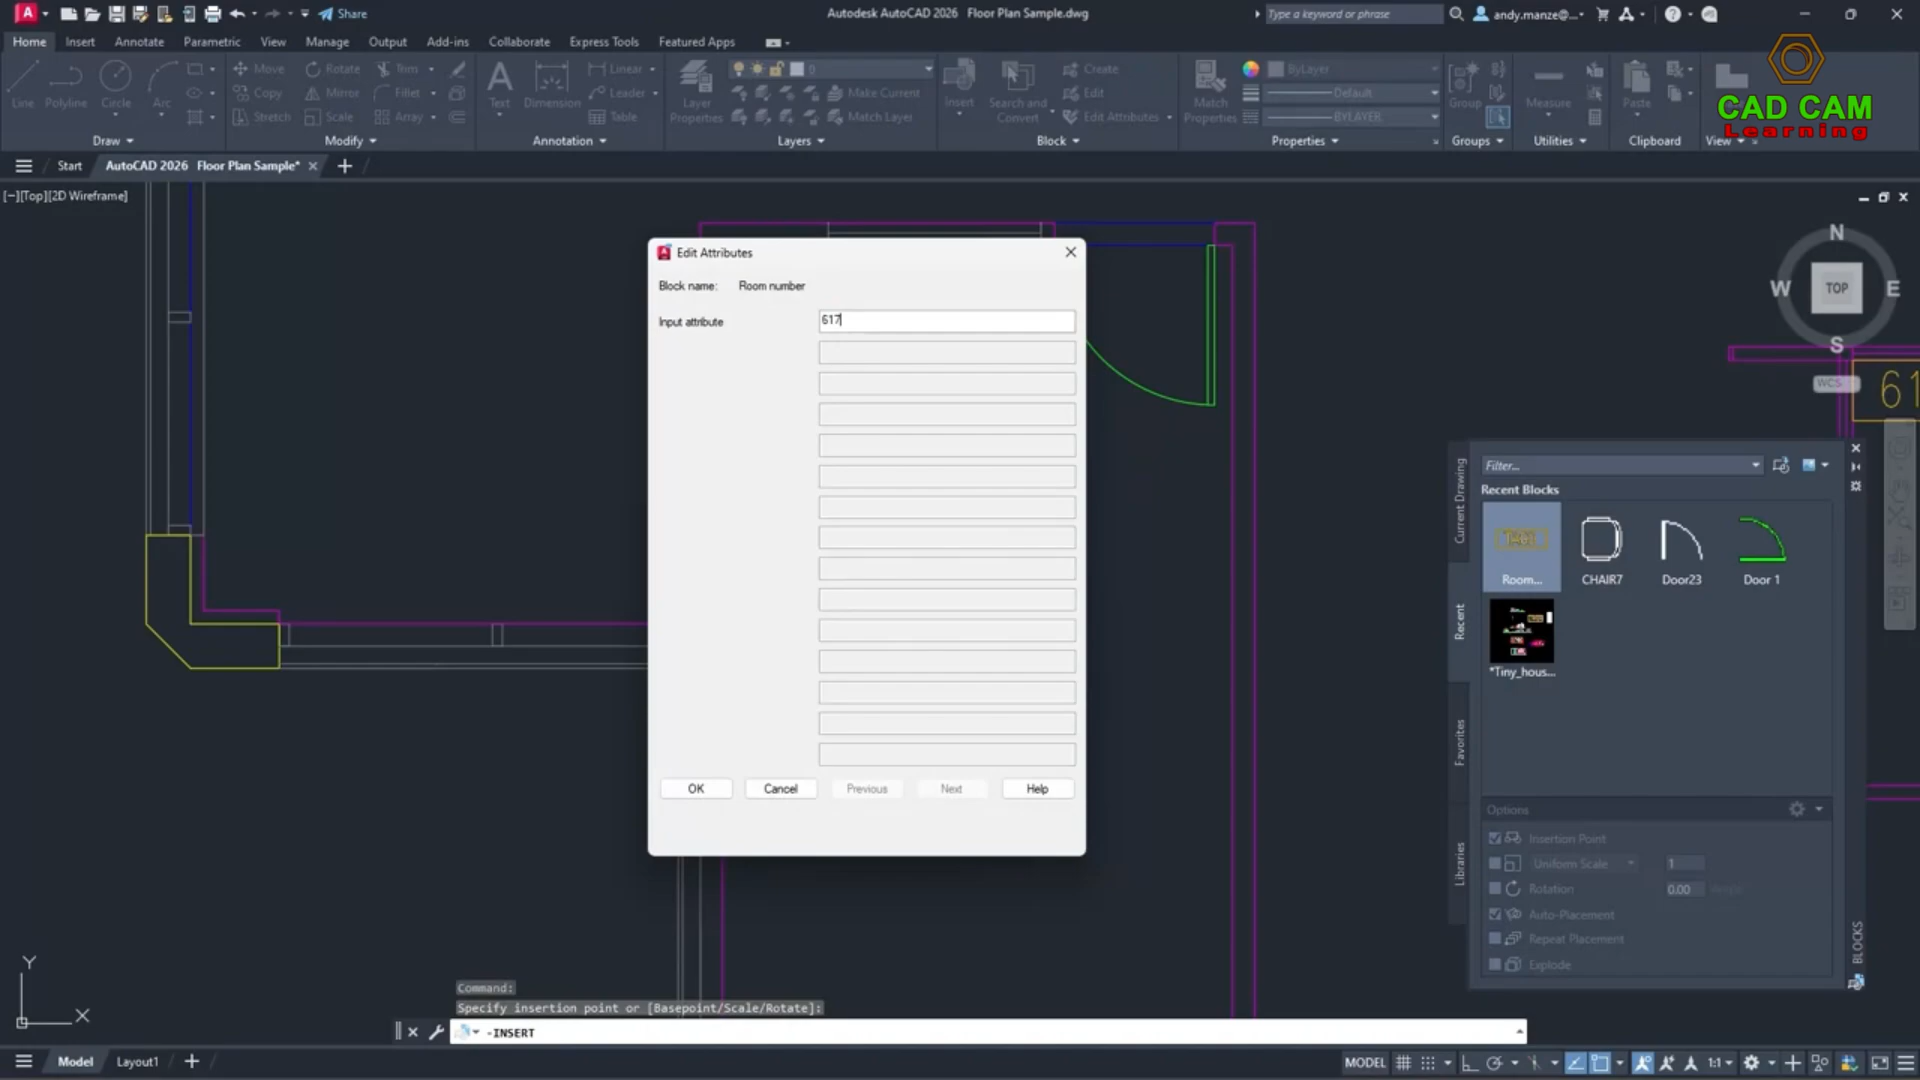 A
Share
Autodesk AutoCAD 2026 Floor Plan Sample.dwg
Type a keyword or phrase
andy.manze@...
Home Insert Annotate Parametric View Manage Output Add-ins Collaborate Express Tools Featured Apps
Line Polyline Circle Arc
Move Rotate Trim
Copy Mirror Fillet
Stretch Scale Array
Text Dimension
Linear
Leader
Table
Layer Properties
0
Make Current
Match Layer
Insert
Search and Convert
Create
Edit
Edit Attributes
Match Properties
ByLayer
Default
BYLAYER
Group
Measure
Paste
CAD CAM
Learning
Draw Modify Annotation Layers Block Properties Groups Utilities Clipboard View
Start AutoCAD 2026 Floor Plan Sample*
[−][Top][2D Wireframe]
N
W TOP E
S
WCS
61
Edit Attributes
Block name: Room number
Input attribute 617
OK Cancel Previous Next Help
Filter...
Recent Blocks
Room... CHAIR7 Door23 Door 1
*Tiny_hous...
Current Drawing
Recent
Favorites
Libraries
Options
Insertion Point
Uniform Scale 1
Rotation 0.00
Auto-Placement
Repeat Placement
Explode
BLOCKS
Y
X
Command:
Specify insertion point or [Basepoint/Scale/Rotate]:
-INSERT
Model Layout1
MODEL 1:1